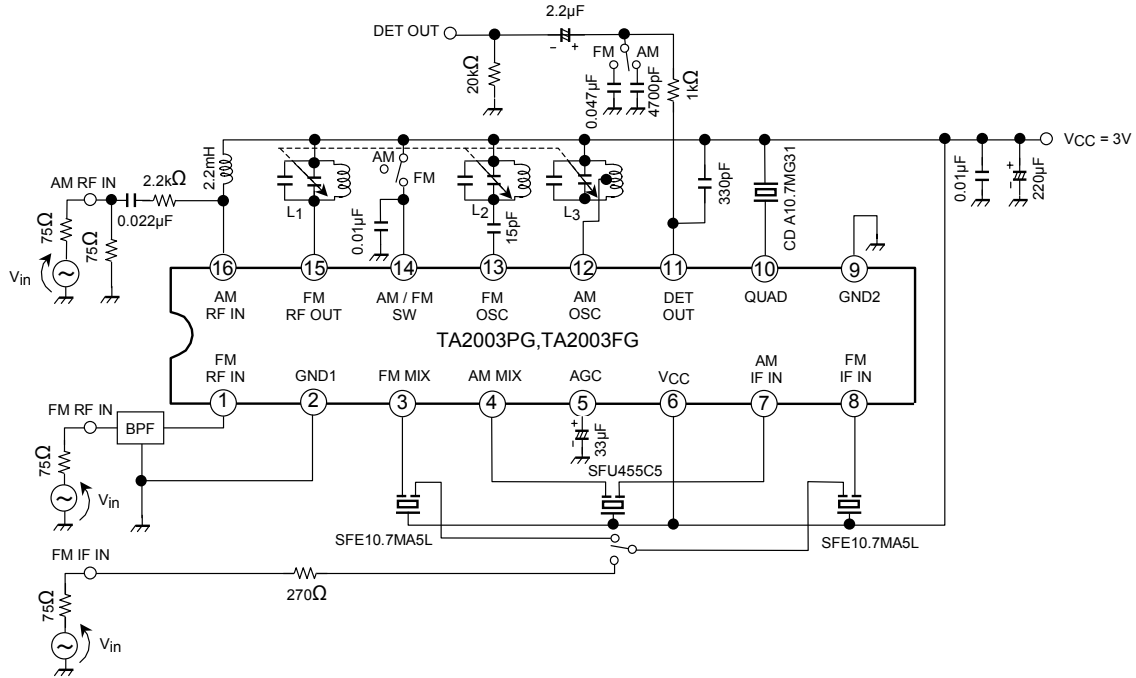 DET OUT
2.2µF
20kΩ
FM
AM
0.047µF
4700pF
1kΩ
VCC = 3V
AM RF IN
2.2kΩ
2.2mH
0.022µF
75Ω
75Ω
Vin
L1
AM
FM
0.01µF
L2
15pF
L3
330pF
CD A10.7MG31
0.01µF
220µF
16
15
14
13
12
11
10
9
AM RF IN
FM RF OUT
AM / FM SW
FM OSC
AM OSC
DET OUT
QUAD
GND2
TA2003PG,TA2003FG
FM RF IN
GND1
FM MIX
AM MIX
AGC
VCC
AM IF IN
FM IF IN
1
2
3
4
5
6
7
8
FM RF IN
BPF
75Ω
Vin
33µF
SFU455C5
SFE10.7MA5L
SFE10.7MA5L
FM IF IN
270Ω
75Ω
Vin